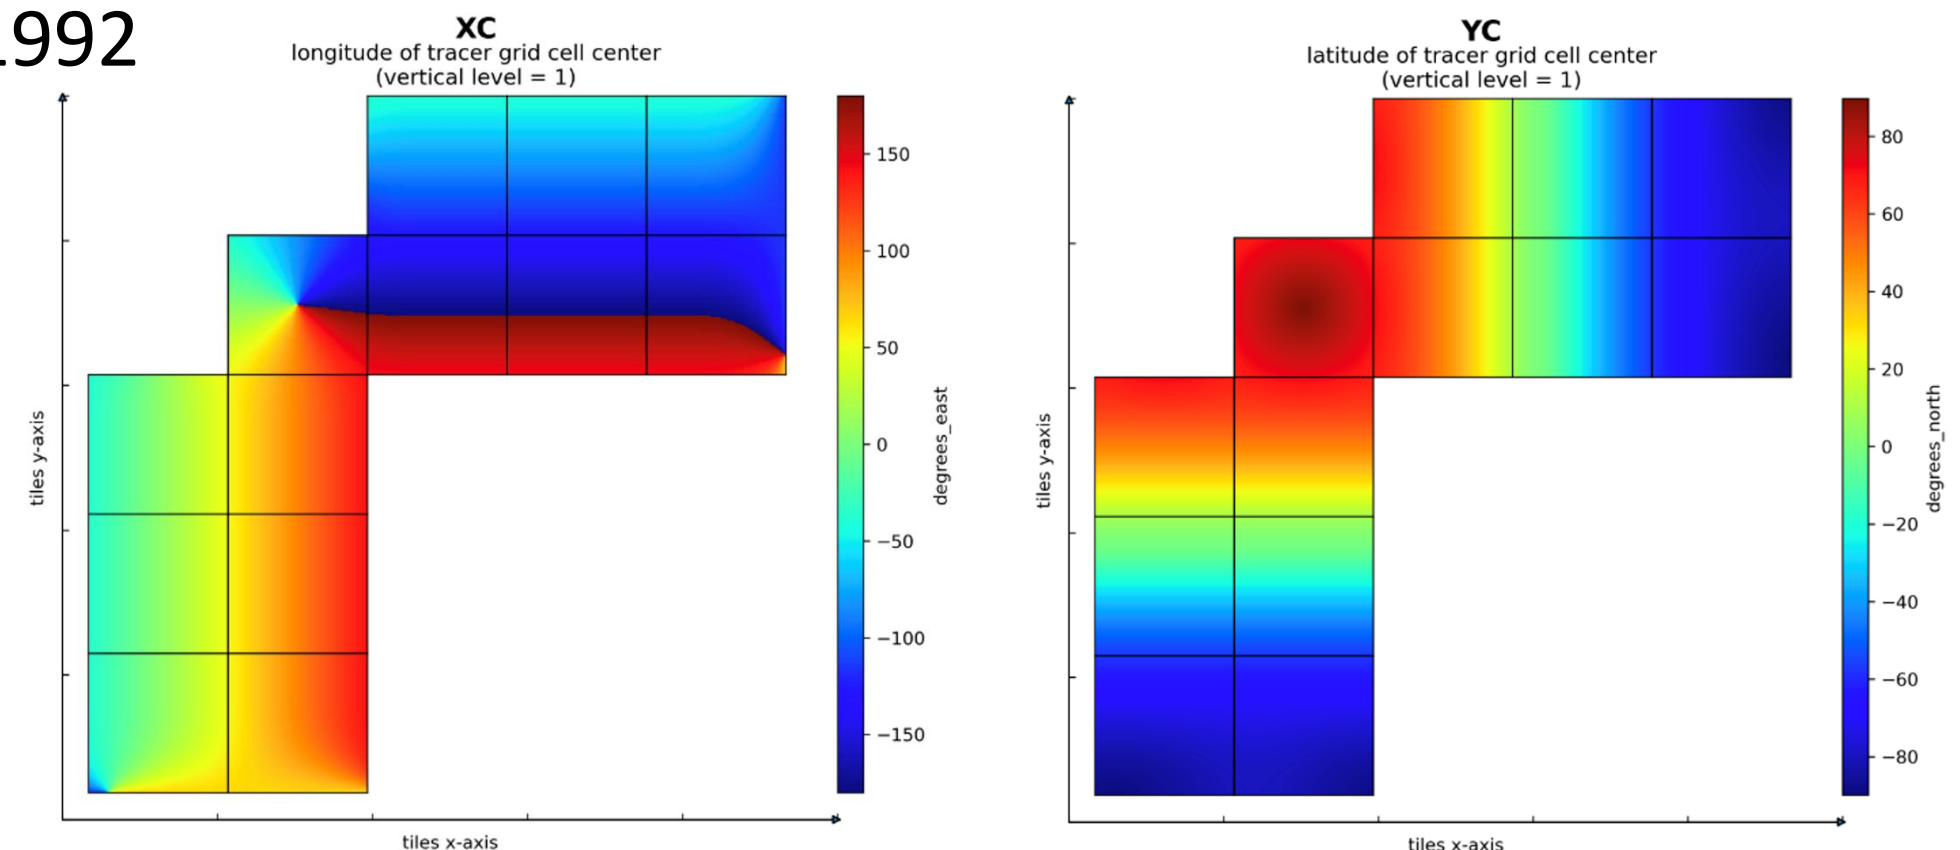 1992
XC
longitude of tracer grid cell center
(vertical level = 1)
tiles y-axis
tiles x-axis
150
100
50
0
−50
−100
−150
degrees_east
YC
latitude of tracer grid cell center
(vertical level = 1)
tiles y-axis
tiles x-axis
80
60
40
20
0
−20
−40
−60
−80
degrees_north